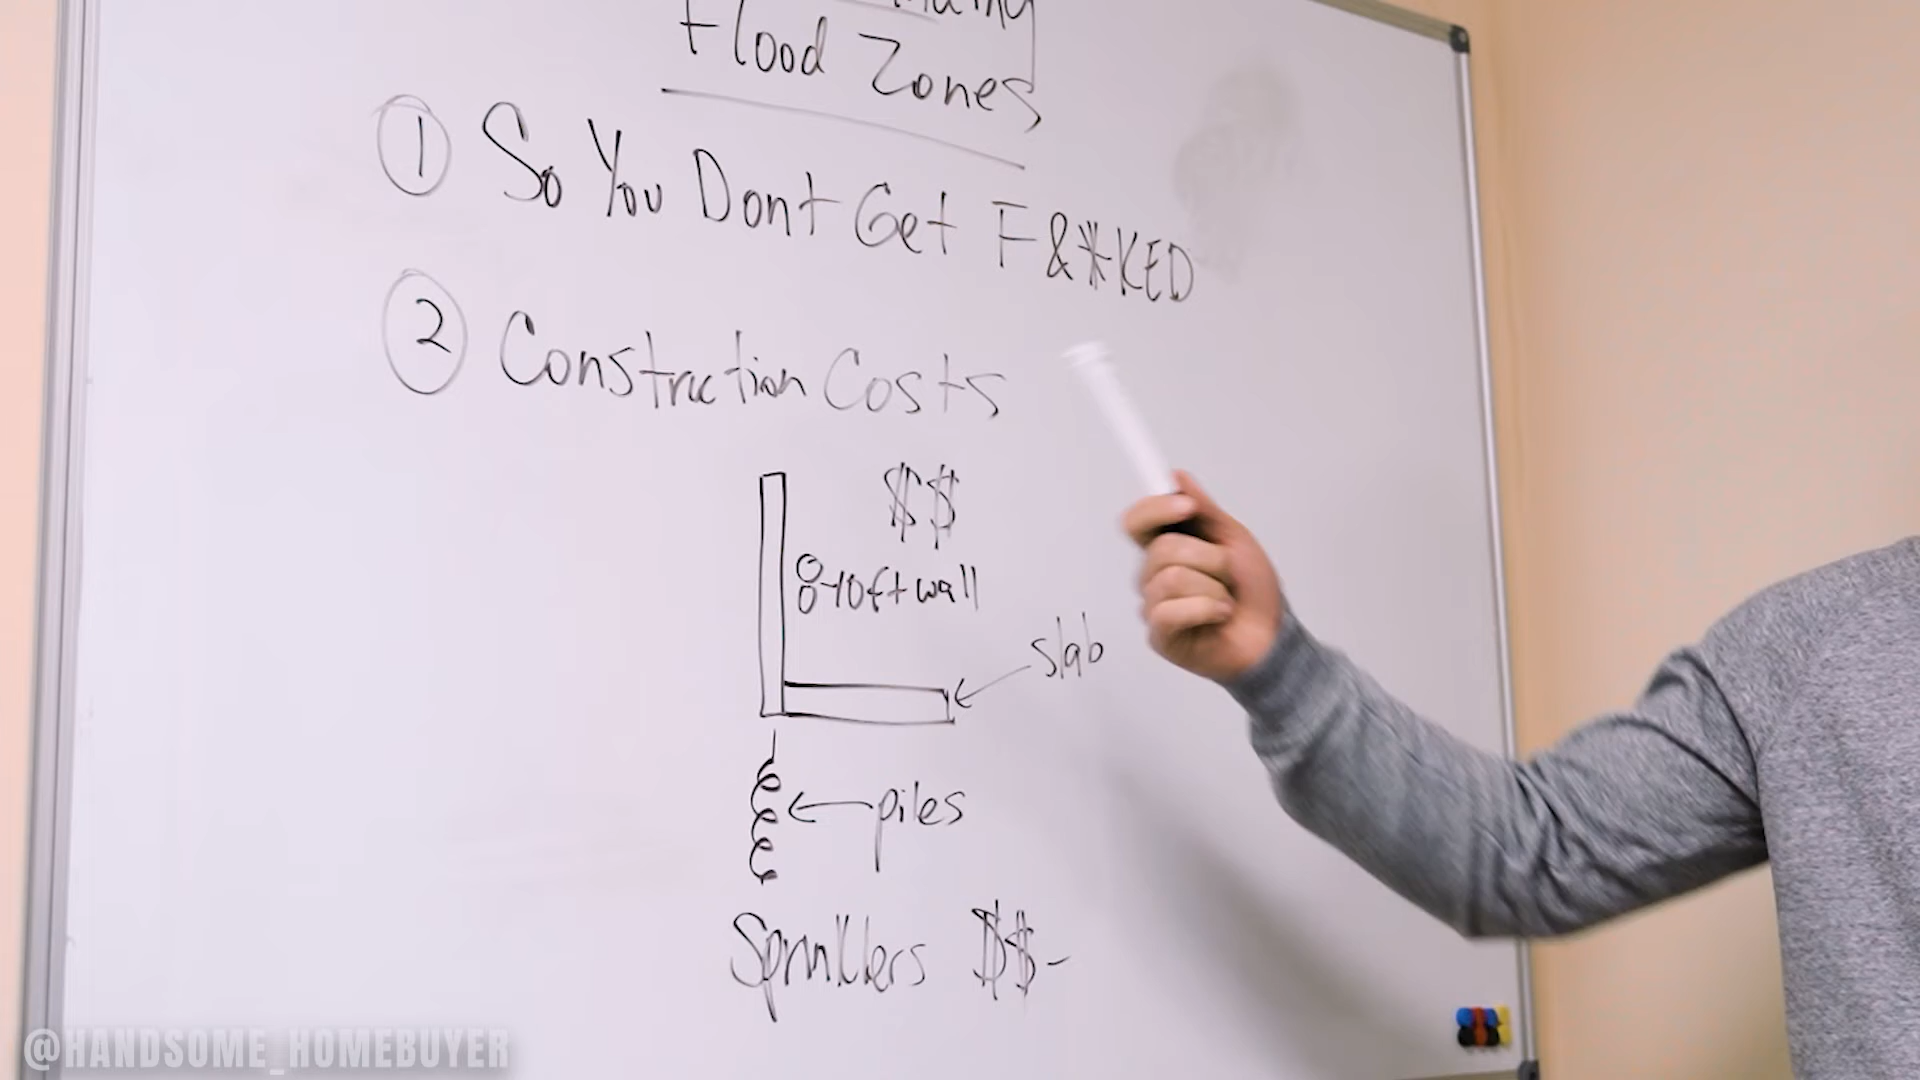 Flood Zones
① So You Dont Get F&*KED
② Construction Costs
$$
8-10ft wall
slab
piles
Sprinklers $$-
@HANDSOME_HOMEBUYER